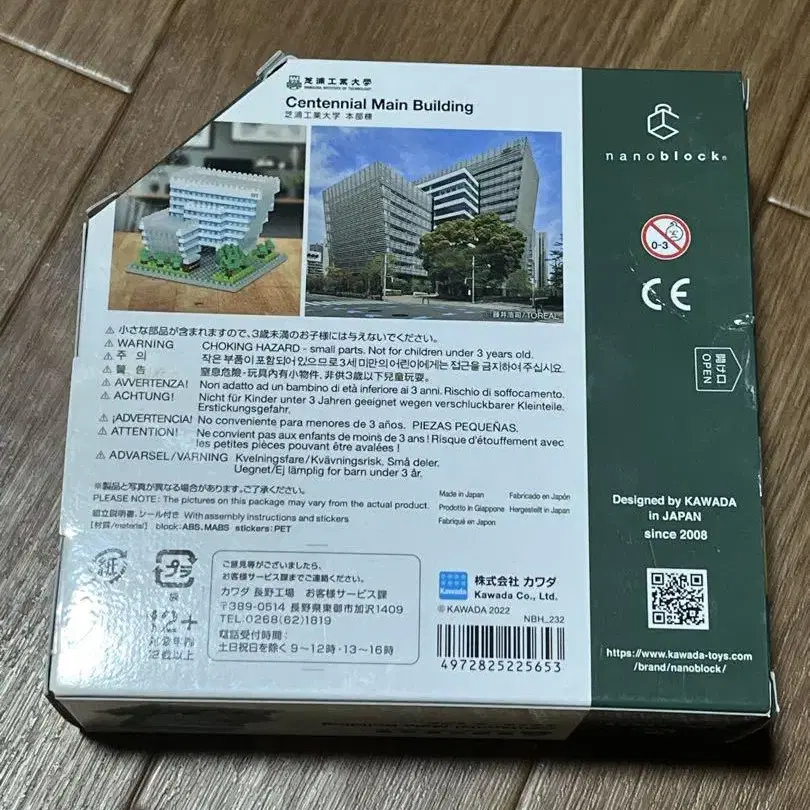 芝浦工業大学
SHIBAURA INSTITUTE OF TECHNOLOGY
Centennial Main Building
芝浦工業大学 本部棟
© 藤井浩司/TOREAL
⚠ 小さな部品が含まれますので、3歳未満のお子様には与えないでください。
⚠ WARNING CHOKING HAZARD - small parts. Not for children under 3 years old.
⚠ 주 의 작은 부품이 포함되어 있으므로 3세 미만의 어린이에게는 접근을 금지하여 주십시오.
⚠ 警 告 窒息危險-玩具內有小物件。非供3歲以下兒童玩耍。
⚠ AVVERTENZA! Non adatto ad un bambino di età inferiore ai 3 anni. Rischio di soffocamento.
⚠ ACHTUNG! Nicht für Kinder unter 3 Jahren geeignet wegen verschluckbarer Kleinteile.
Erstickungsgefahr.
⚠ ¡ADVERTENCIA! No conveniente para menores de 3 años. PIEZAS PEQUEÑAS.
⚠ ATTENTION! Ne convient pas aux enfants de moins de 3 ans! Risque d'étouffement avec
les petites pièces pouvant être avalées!
⚠ ADVARSEL/VARNING Kvelningsfare/Kvävningsrisk. Små deler.
Uegnet/Ej lämplig for barn under 3 år.
※製品と写真が異なる場合があります。ご了承ください。
PLEASE NOTE: The pictures on this package may vary from the actual product.
組立説明書、シール付き With assembly instructions and stickers
[材質/material] block:ABS, MABS stickers:PET
Made in Japan Fabricado en Japón
Prodotto in Giappone Hergestellt in Japan
Fabriqué en Japon
紙
プラ
袋
12+
対象年齢
12歳以上
ご意見等がございましたら、
お客様サービス課までご連絡ください。
カワダ 長野工場 お客様サービス課
〒389-0514 長野県東御市加沢1409
TEL.0268(62)1819
電話受付時間:
土日祝日を除く 9〜12時・13〜16時
Kawada
株式会社 カワダ
Kawada Co., Ltd.
© KAWADA 2022
NBH_232
4972825225653
nanoblock®
0-3
CE
開け口
OPEN
Designed by KAWADA
in JAPAN
since 2008
https://www.kawada-toys.com
/brand/nanoblock/